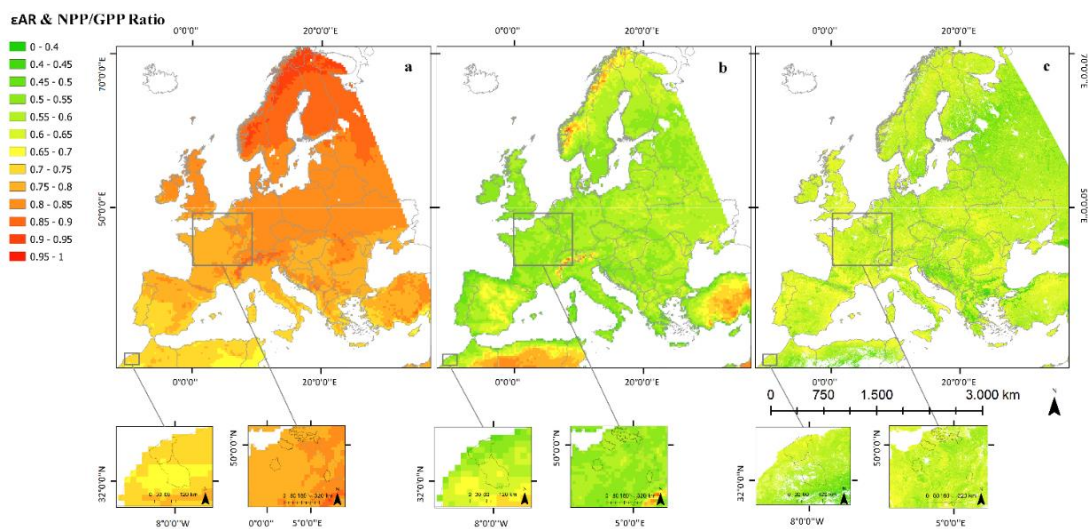 εAR & NPP/GPP Ratio
0 - 0.4
0.4 - 0.45
0.45 - 0.5
0.5 - 0.55
0.55 - 0.6
0.6 - 0.65
0.65 - 0.7
0.7 - 0.75
0.75 - 0.8
0.8 - 0.85
0.85 - 0.9
0.9 - 0.95
0.95 - 1
0°0'0" 20°0'0"E 0°0'0" 20°0'0"E 0°0'0" 20°0'0"E
70°0'0"E 50°0'0"E
a b c
70°0'0"E 50°0'0"E
0°0'0" 20°0'0"E 0°0'0" 20°0'0"E
0 750 1.500 3.000 km
50°0'0"N 50°0'0"N 50°0'0"N
32°0'0"N 32°0'0"N 32°0'0"N
8°0'0"W 0°0'0"E 5°0'0"E 8°0'0"W 5°0'0"E 8°0'0"W 5°0'0"E